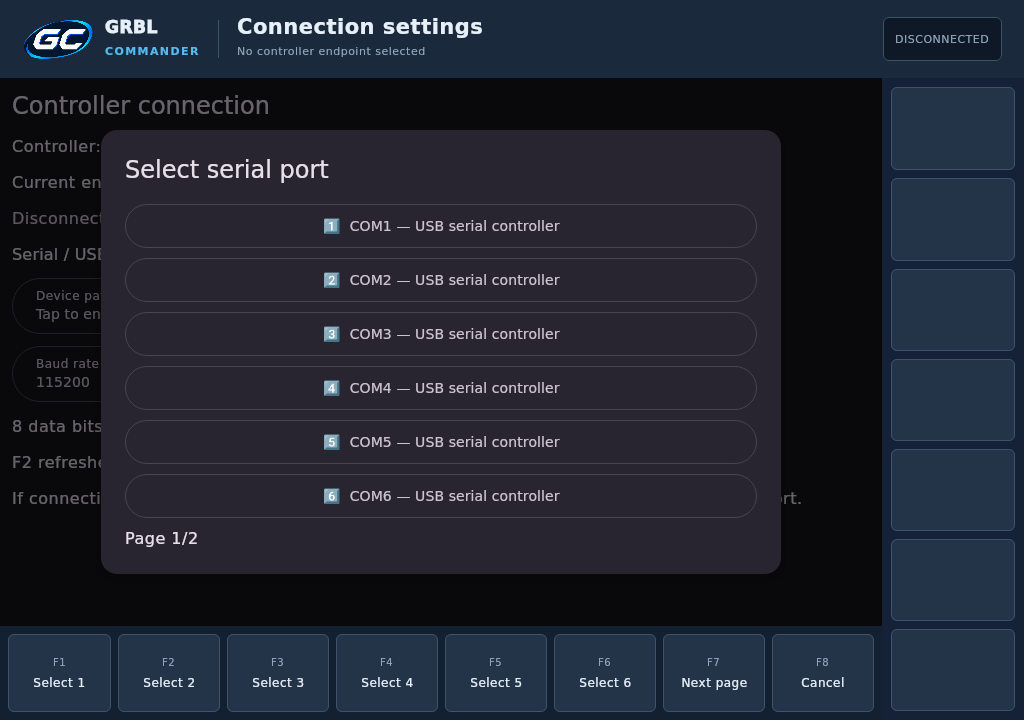 GC GRBL
COMMANDER
Connection settings
No controller endpoint selected
DISCONNECTED
Controller connection
Controller:
Current en
Disconnect
Serial / USB
Device pa
Tap to en
Baud rate
115200
8 data bits
F2 refreshe
If connecti
rt.
Select serial port
1️⃣ COM1 — USB serial controller
2️⃣ COM2 — USB serial controller
3️⃣ COM3 — USB serial controller
4️⃣ COM4 — USB serial controller
5️⃣ COM5 — USB serial controller
6️⃣ COM6 — USB serial controller
Page 1/2
F1
Select 1
F2
Select 2
F3
Select 3
F4
Select 4
F5
Select 5
F6
Select 6
F7
Next page
F8
Cancel